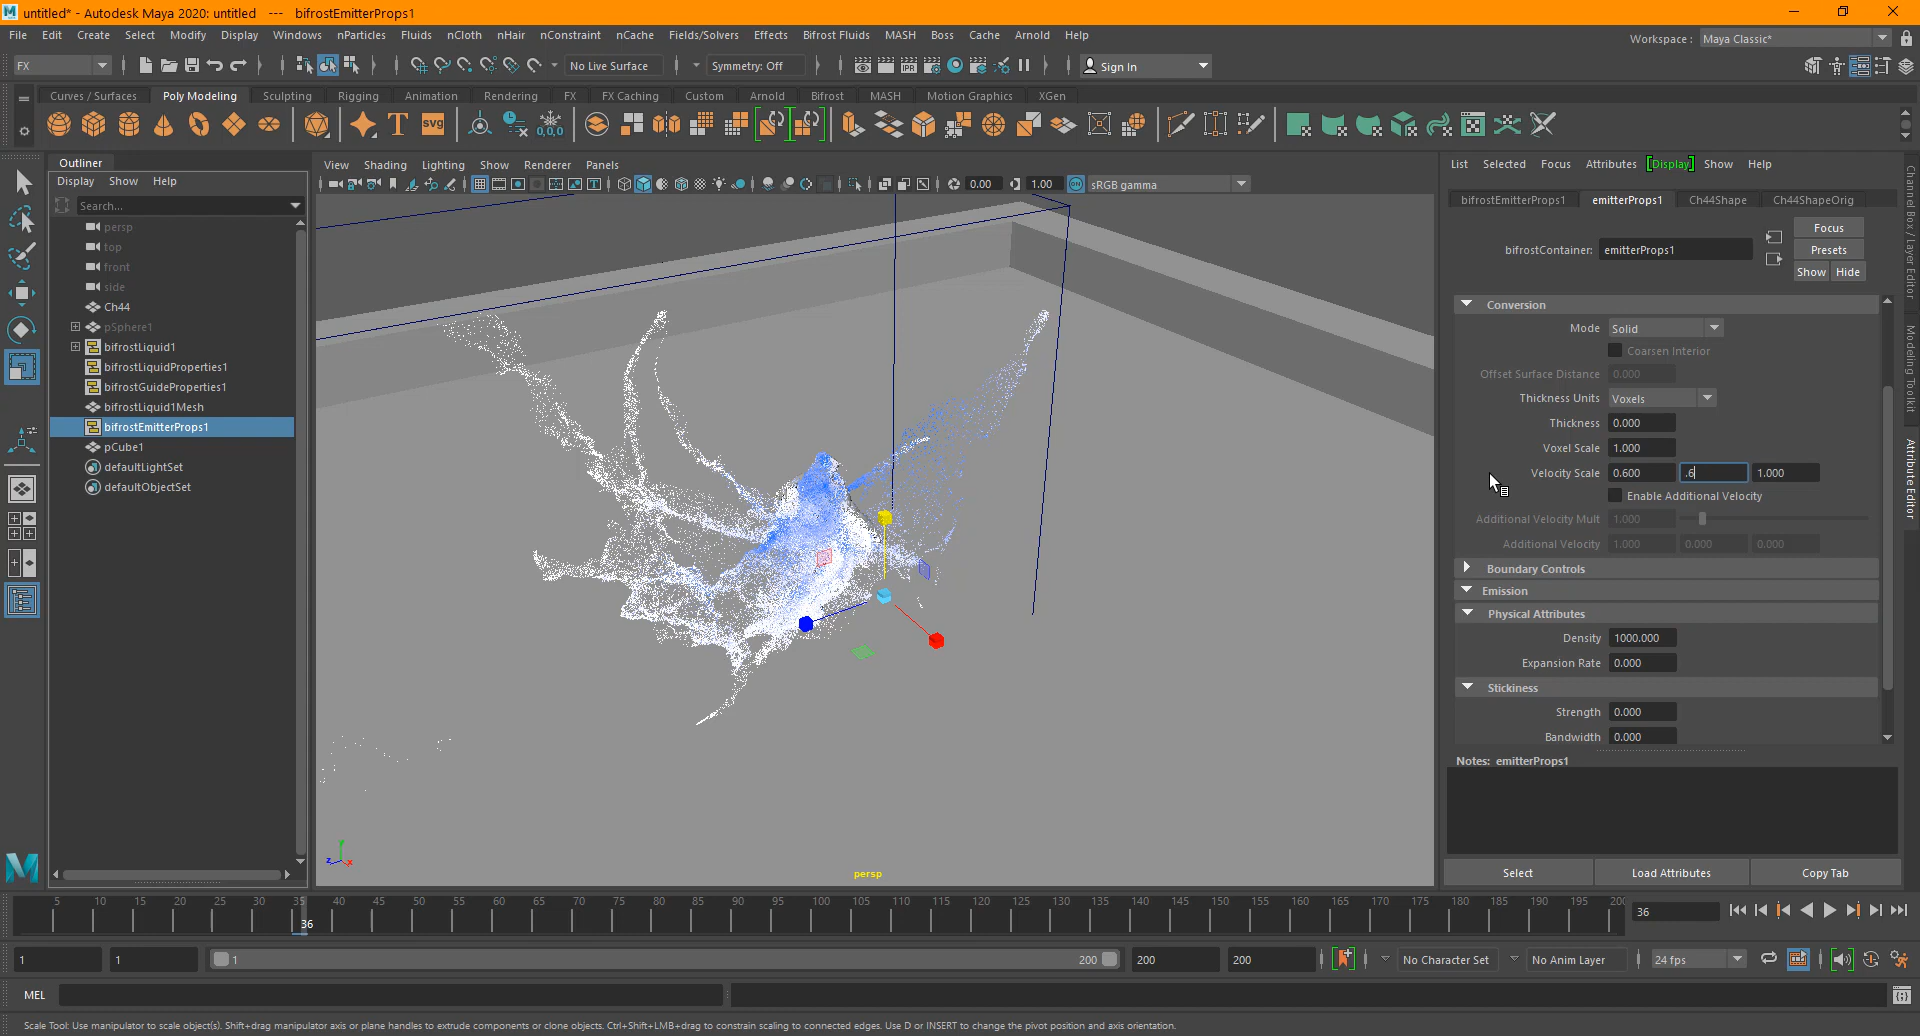 untitled* - Autodesk Maya 2020: untitled --- bifrostEmitterProps1
File Edit Create Select Modify Display Windows nParticles Fluids nCloth nHair nConstraint nCache Fields/Solvers Effects Bifrost Fluids MASH Boss Cache Arnold Help
Workspace : Maya Classic*
FX No Live Surface Symmetry: Off Sign In
Curves / Surfaces Poly Modeling Sculpting Rigging Animation Rendering FX FX Caching Custom Arnold Bifrost MASH Motion Graphics XGen
Outliner
Display Show Help
Search...
persp
top
front
side
Ch44
pSphere1
bifrostLiquid1
bifrostLiquidProperties1
bifrostGuideProperties1
bifrostLiquid1Mesh
bifrostEmitterProps1
pCube1
defaultLightSet
defaultObjectSet
View Shading Lighting Show Renderer Panels
0.00 1.00 sRGB gamma
persp
List Selected Focus Attributes [Display] Show Help
bifrostEmitterProps1 emitterProps1 Ch44Shape Ch44ShapeOrig
Focus
bifrostContainer: emitterProps1 Presets
Show Hide
Conversion
Mode Solid
Coarsen Interior
Offset Surface Distance 0.000
Thickness Units Voxels
Thickness 0.000
Voxel Scale 1.000
Velocity Scale 0.600 .6 1.000
Enable Additional Velocity
Additional Velocity Mult 1.000
Additional Velocity 1.000 0.000 0.000
Boundary Controls
Emission
Physical Attributes
Density 1000.000
Expansion Rate 0.000
Stickiness
Strength 0.000
Bandwidth 0.000
Notes: emitterProps1
Select Load Attributes Copy Tab
Channel Box / Layer Editor
Modeling Toolkit
Attribute Editor
5 10 15 20 25 30 35 40 45 50 55 60 65 70 75 80 85 90 95 100 105 110 115 120 125 130 135 140 145 150 155 160 165 170 175 180 185 190 195 200
36 36
1 1 1 200 200 200 No Character Set No Anim Layer 24 fps
MEL
Scale Tool: Use manipulator to scale object(s). Shift+drag manipulator axis or plane handles to extrude components or clone objects. Ctrl+Shift+LMB+drag to constrain scaling to connected edges. Use D or INSERT to change the pivot position and axis orientation.